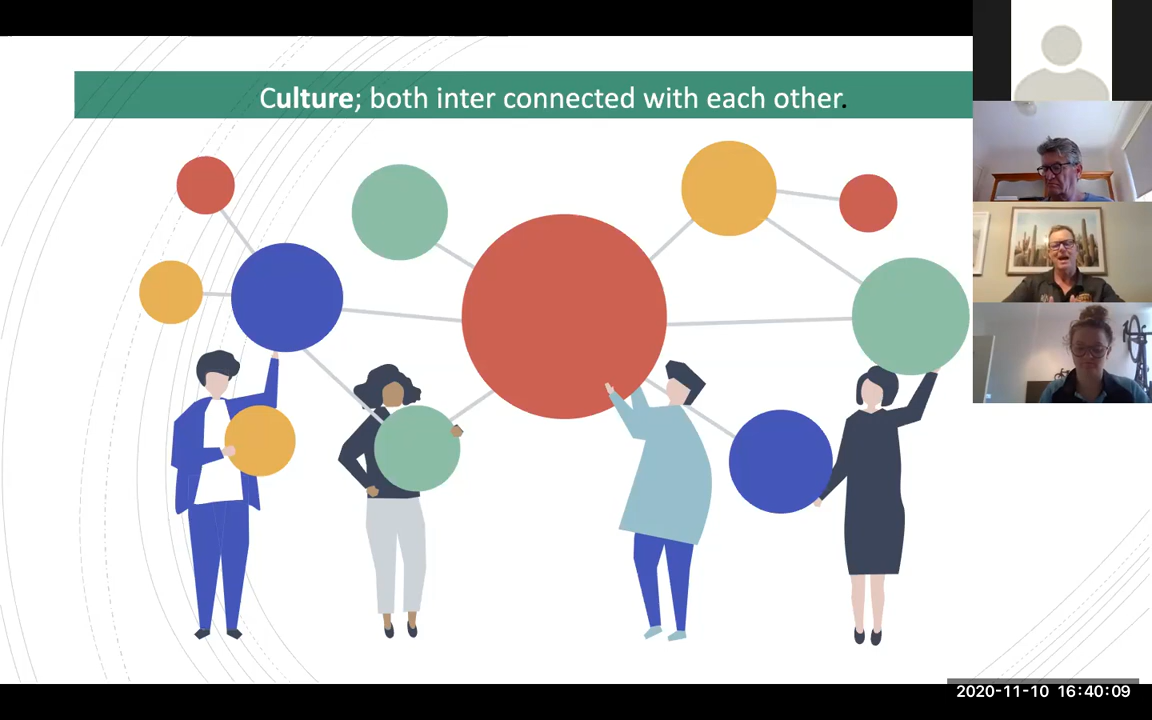 Culture; both inter connected with each other.
2020-11-10 16:40:09